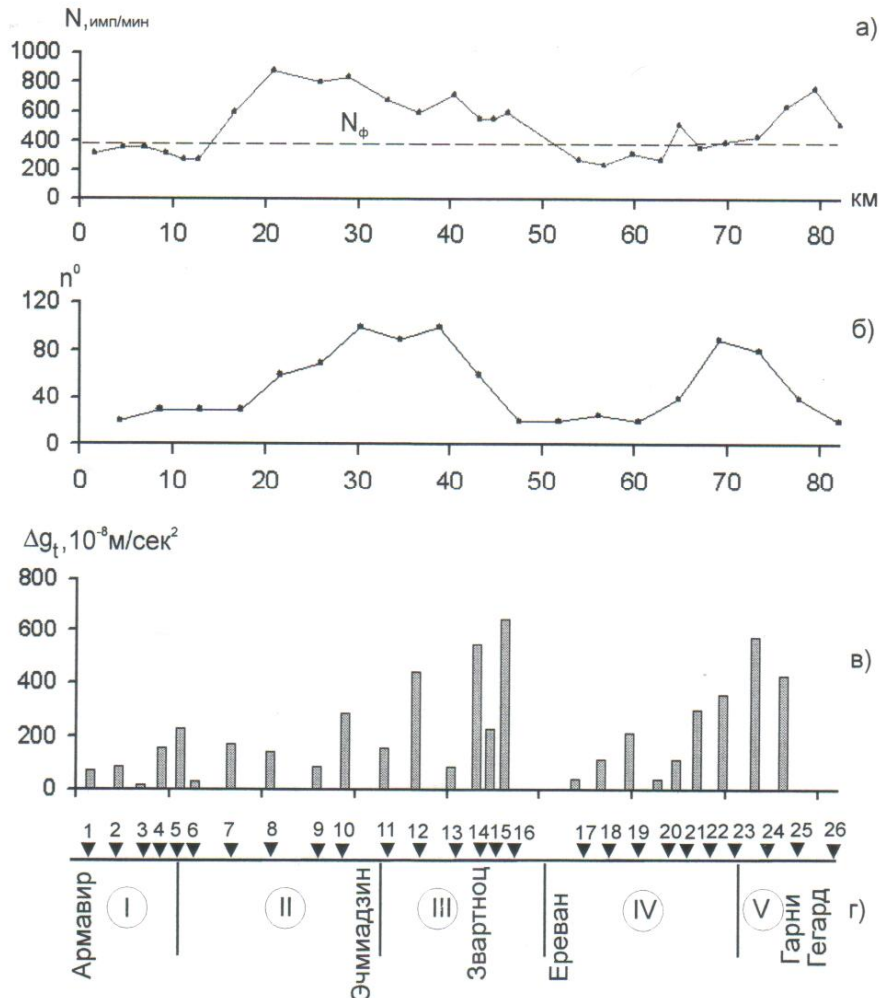 N, имп/мин
а)
1000
800
600
400
200
0
Nф
км
0 10 20 30 40 50 60 70 80
n⁰
б)
120
80
40
0
0 10 20 30 40 50 60 70 80
Δgt, 10⁻⁸м/сек²
800
600
400
200
0
в)
1 2 3 4 5 6 7 8 9 10 11 12 13 14 15 16 17 18 19 20 21 22 23 24 25 26
Армавир
I
II
Эчмиадзин
III
Звартноц
Ереван
IV
V
Гарни
Гегард
г)